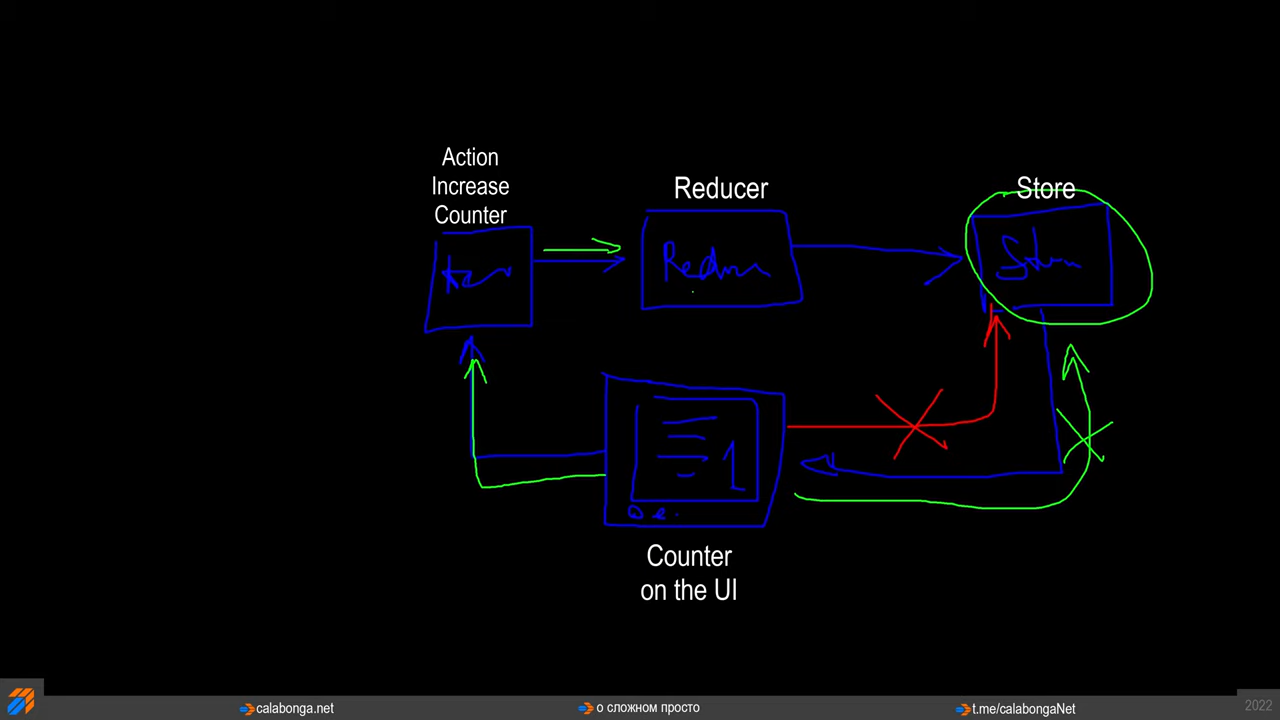 Action
Increase
Counter
Reducer
Store
Counter
on the UI
calabonga.net
о сложном просто
t.me/calabongaNet
2022